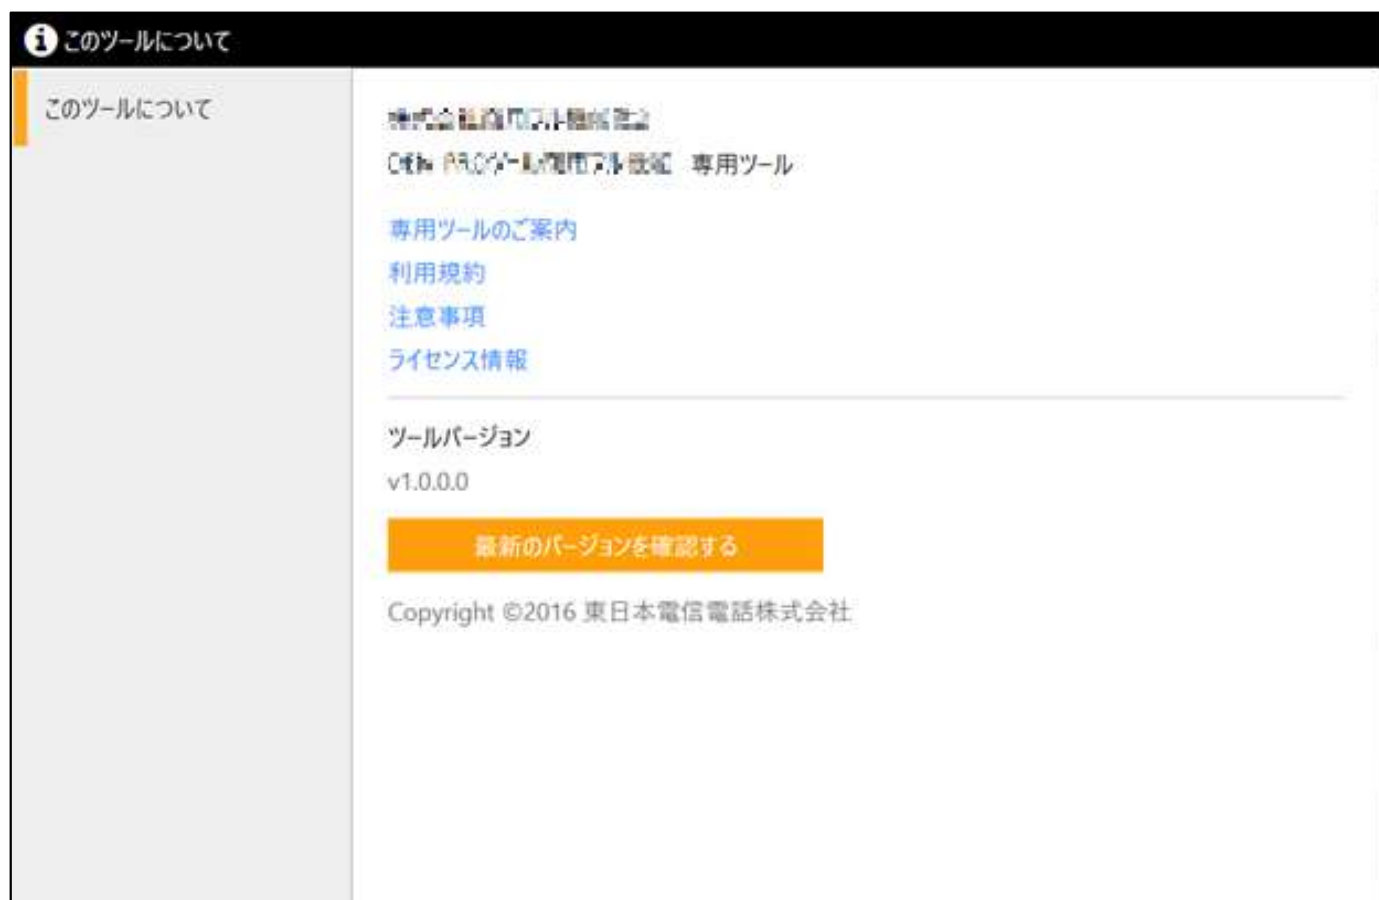 このツールについて
このツールについて
専用ツール
専用ツールのご案内
利用規約
注意事項
ライセンス情報
ツールバージョン
v1.0.0.0
最新のバージョンを確認する
Copyright ©2016 東日本電信電話株式会社